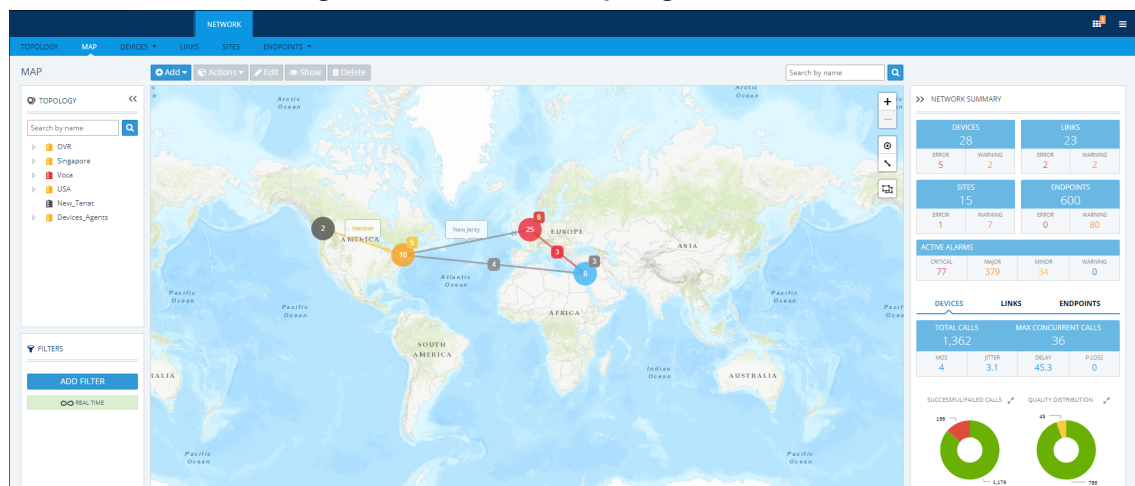 NETWORK
TOPOLOGY MAP DEVICES LINKS SITES ENDPOINTS
MAP
Add Actions Edit Show Delete
Search by name
TOPOLOGY
Search by name
OVR
Singapore
Voca
USA
New_Tenat
Devices_Agents
FILTERS
ADD FILTER
REAL TIME
Arctic
Ocean
Arctic
Ocean
2
AMERICA
5
10
New Jersy
6
25
EUROPE
3
4
3
6
ASIA
Atlantic
Ocean
Pacific
Ocean
Pacific
Ocean
AFRICA
Pacific
Ocean
SOUTH
AMERICA
Indian
Ocean
AUSTRALIA
RALIA
Pacific
Ocean
Pacific
Ocean
NETWORK SUMMARY
DEVICES LINKS
28 23
ERROR WARNING ERROR WARNING
5 2 2 2
SITES ENDPOINTS
15 600
ERROR WARNING ERROR WARNING
1 7 0 80
ACTIVE ALARMS
CRITICAL MAJOR MINOR WARNING
77 379 34 0
DEVICES LINKS ENDPOINTS
TOTAL CALLS MAX CONCURRENT CALLS
1,362 36
MOS JITTER DELAY P.LOSS
4 3.1 45.3 0
SUCCESSFUL/FAILED CALLS QUALITY DISTRIBUTION
186 45
1,176 786